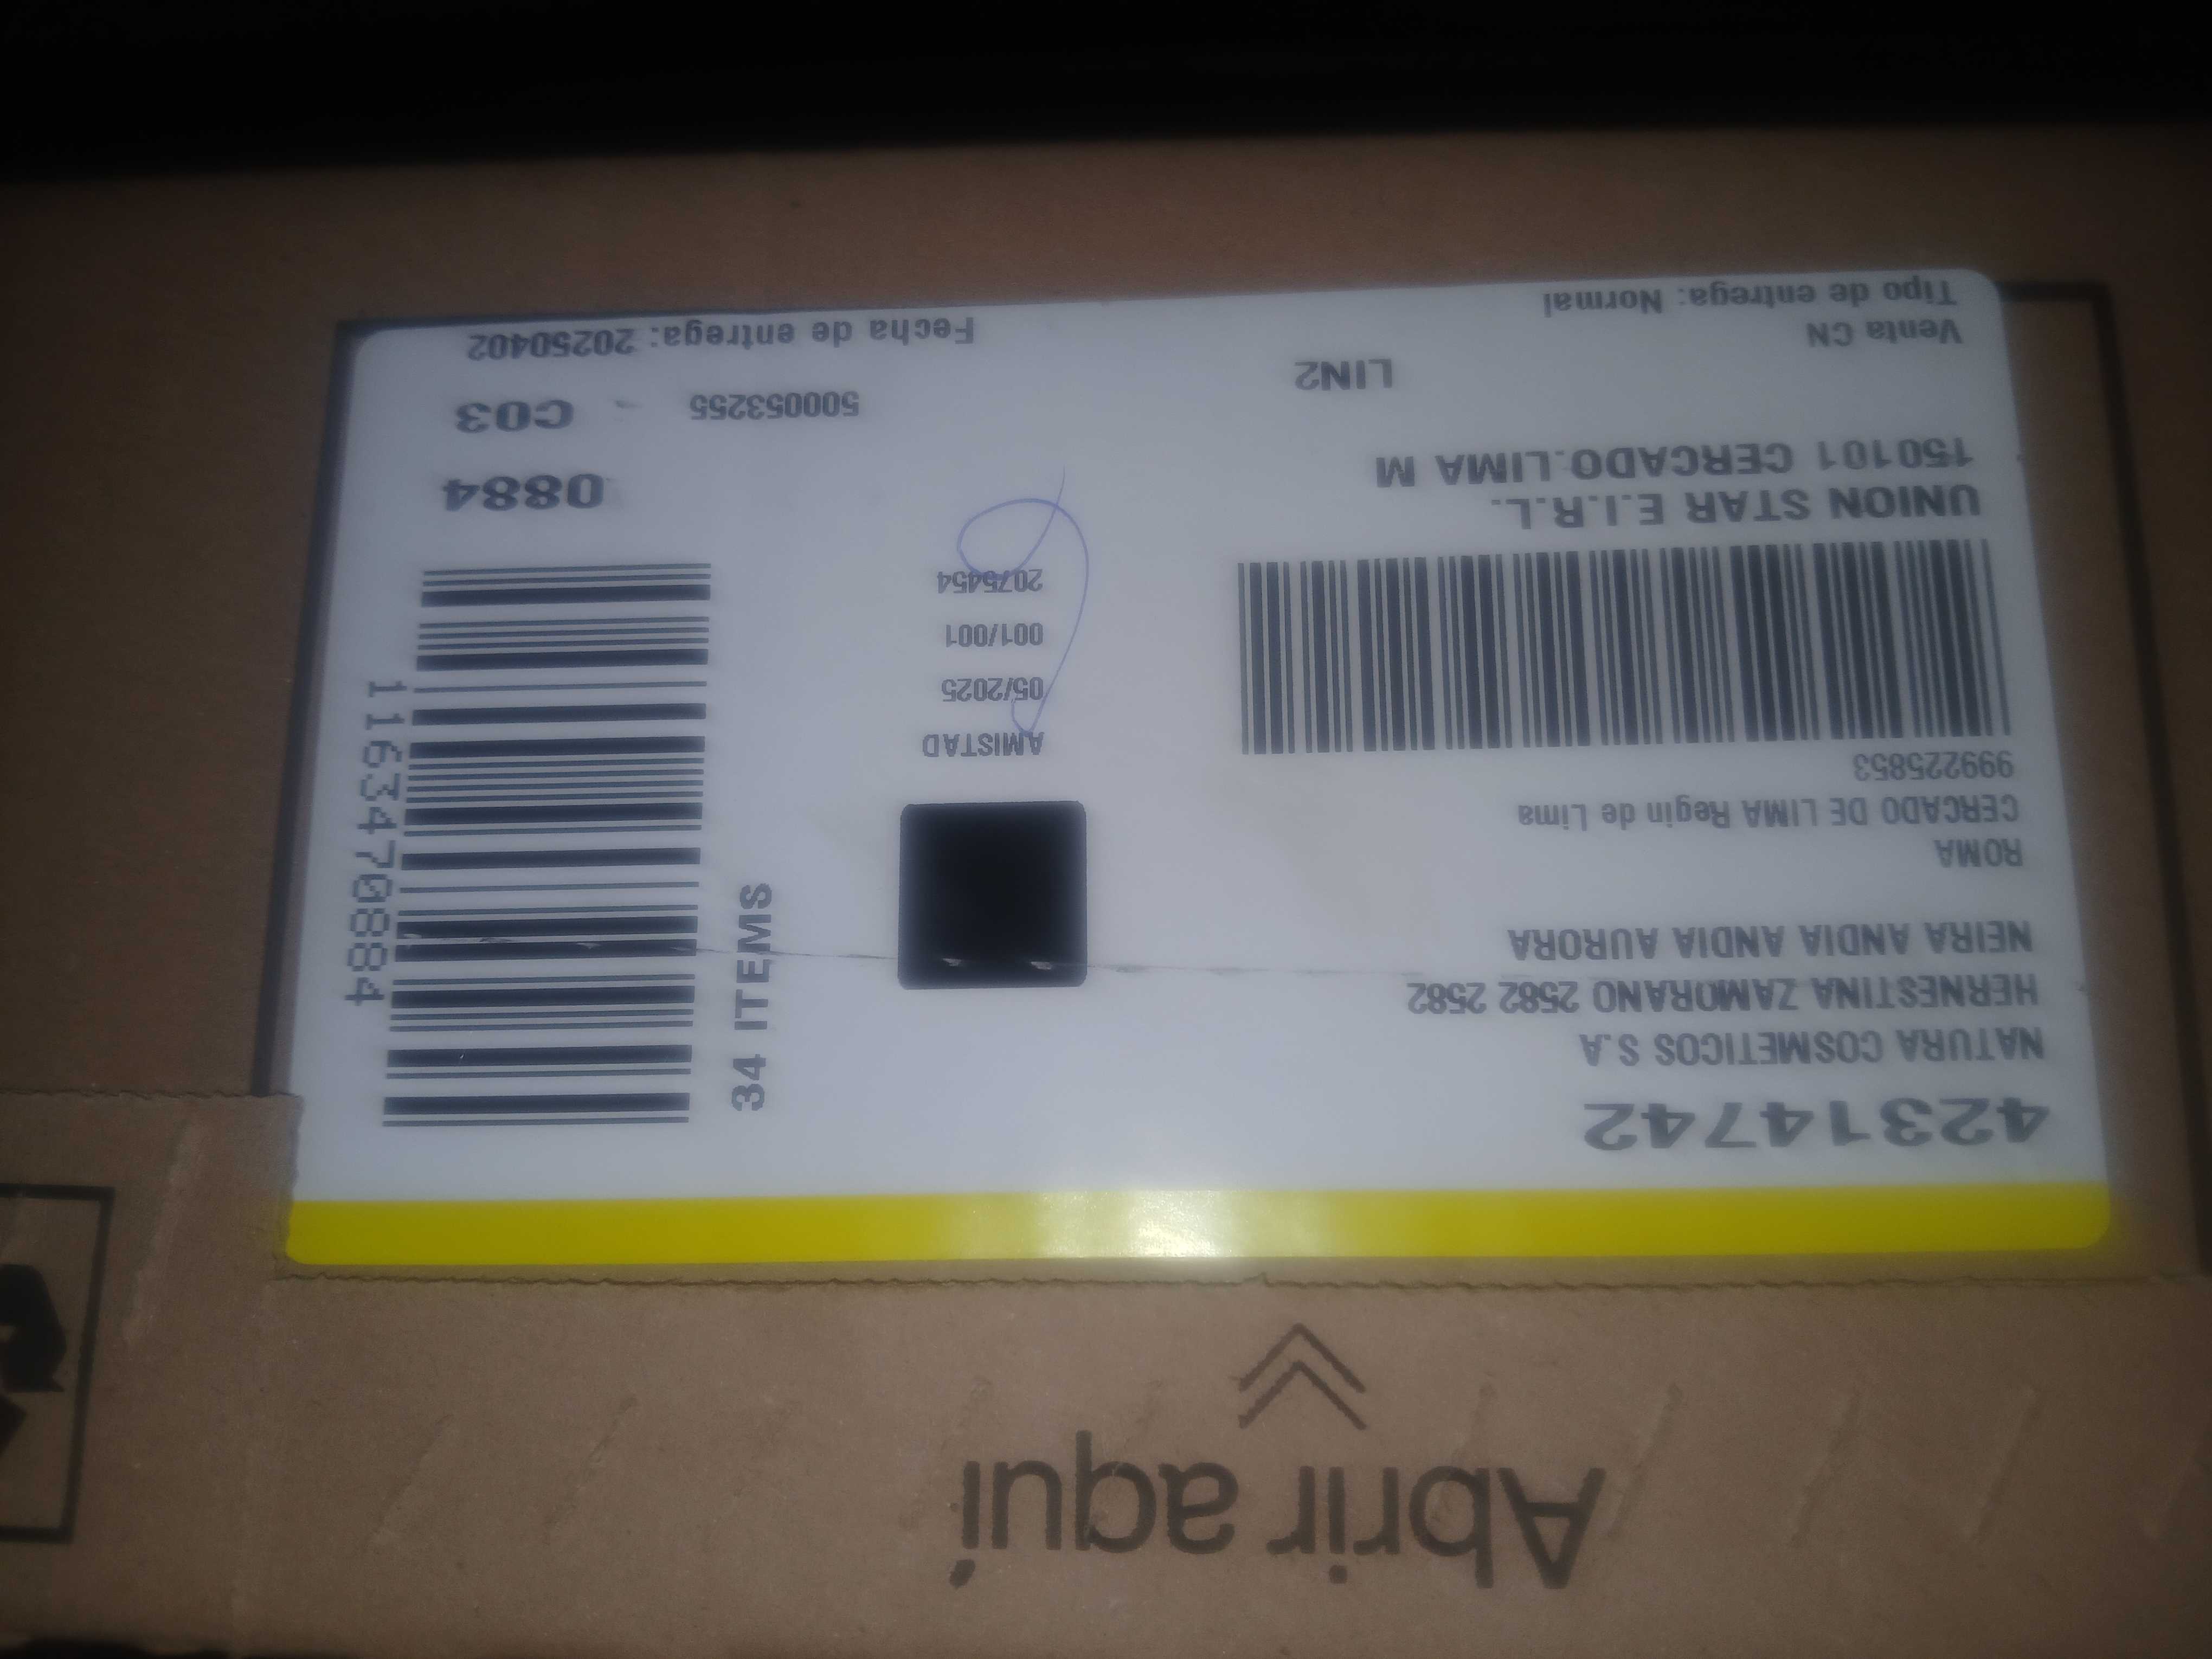 Abrir aquí
42314742
NATURA COSMETICOS S.A
HERNESTINA ZAMORANO 2582 2582
NEIRA ANDIA ANDIA AURORA
ROMA
CERCADO DE LIMA Regin de Lima
999225853
UNION STAR E.I.R.L.
150101 CERCADO.LIMA M
LIN2
Venta CN
Tipo de entrega: Normal
AMISTAD
05/2025
001/001
2075454
34 ITEMS
1163470884
0884
500053255
C03
Fecha de entrega: 20250402